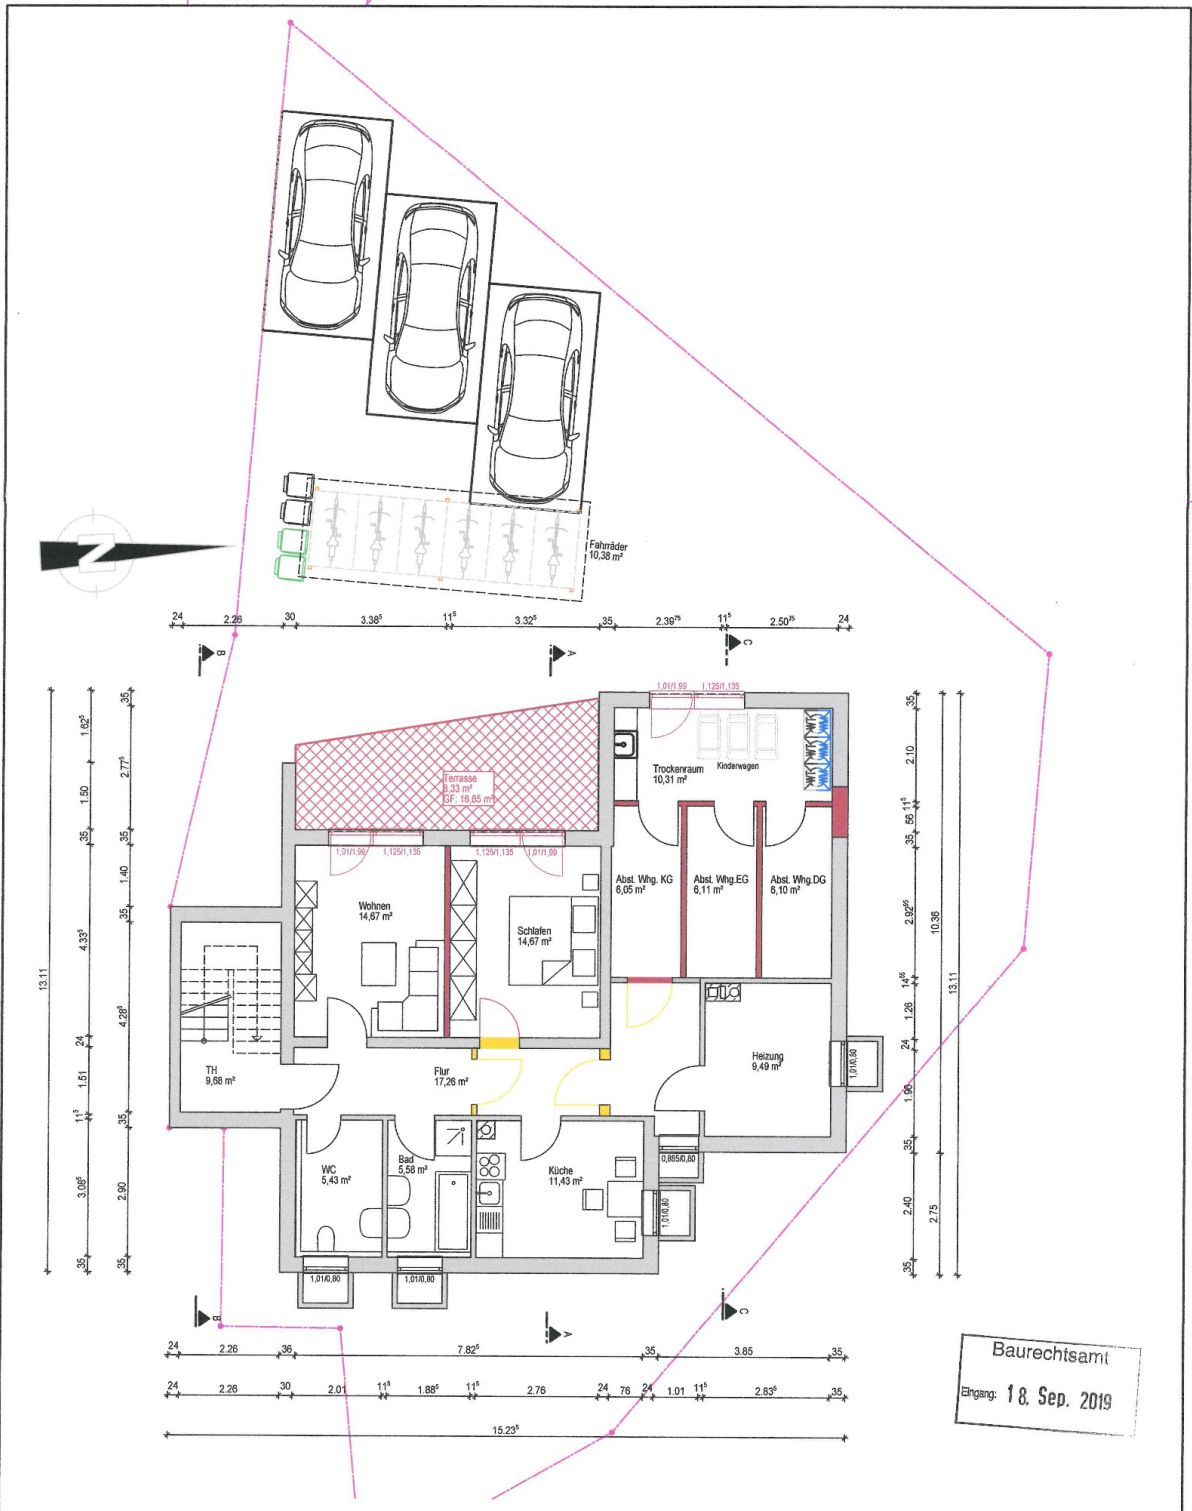 N
Fahrräder
10,38 m²
24 2.26 30 3.38⁵ 11⁵ 3.32⁵ 35 2.39⁷⁵ 11⁵ 2.50⁷⁵ 24
B A C
1,01/1,99 1,125/1,135
Trockenraum
10,31 m²
Kinderwagen
Terrasse
8,33 m²
GF: 16,65 m²
1,01/1,99 1,125/1,135 1,125/1,135 1,01/1,99
Abst. Whg. KG
6,05 m²
Abst. Whg.EG
6,11 m²
Abst. Whg.DG
6,10 m²
Wohnen
14,67 m²
Schlafen
14,67 m²
TH
9,68 m²
Flur
17,26 m²
Heizung
9,49 m²
1,01/0,80
WC
5,43 m²
Bad
5,58 m²
Küche
11,43 m²
0,885/0,80
1,01/0,80
1,01/0,80 1,01/0,80
13.11
1.62⁵ 1.50 35 4.33⁵ 24 1.51 11⁵ 3.08⁵ 35
35 2.77⁵ 35 1.40 35 4.28⁵ 35 2.90 35
35 2.10 11⁵ 56 35 2.92⁶⁵ 14⁵⁵ 1.26 24 1.96 35 2.40 35
10.36 2.75
13.11
B A C
24 2.26 36 7.82⁵ 35 3.85 35
24 2.26 30 2.01 11⁵ 1.88⁵ 11⁵ 2.76 24 76 24 1.01 11⁵ 2.83⁵ 35
15.23⁵
Baurechtsamt
Eingang: 18. Sep. 2019